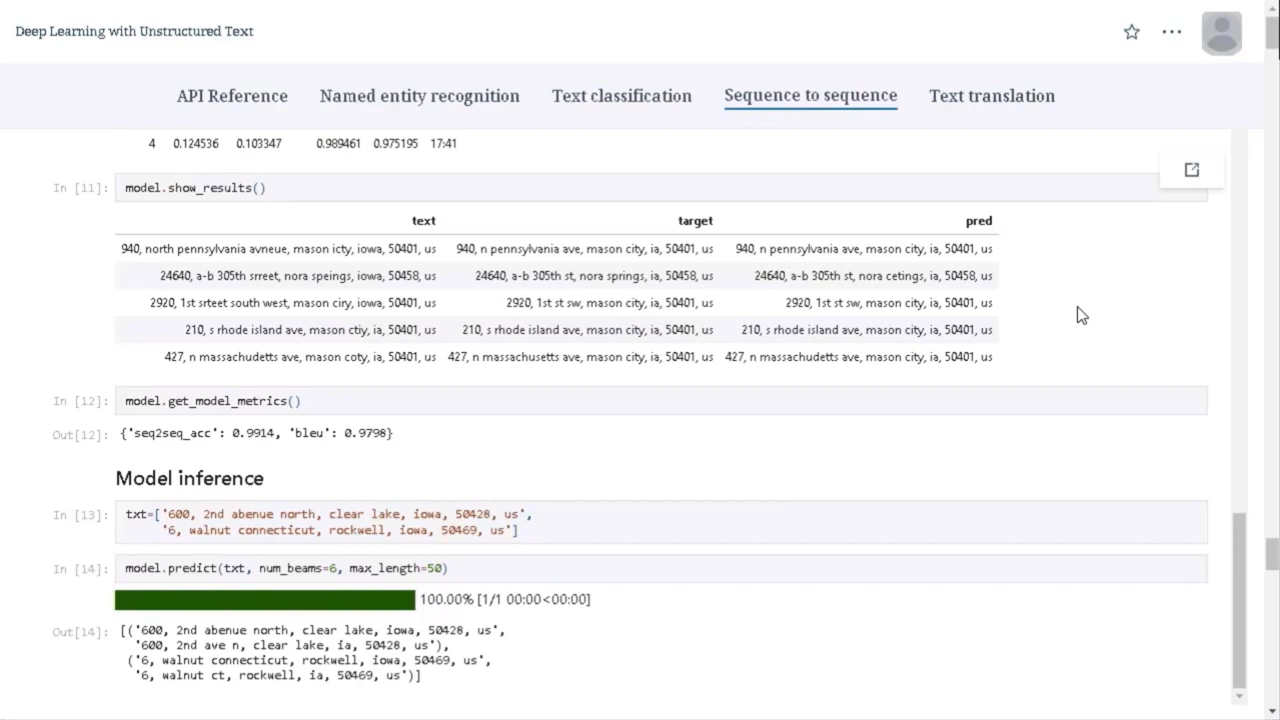 Deep Learning with Unstructured Text
API Reference Named entity recognition Text classification Sequence to sequence Text translation
4 0.124536 0.103347 0.989461 0.975195 17:41
In [11]: model.show_results()
text target pred
940, north pennsylvania avneue, mason icty, iowa, 50401, us 940, n pennsylvania ave, mason city, ia, 50401, us 940, n pennsylvania ave, mason city, ia, 50401, us
24640, a-b 305th srreet, nora speings, iowa, 50458, us 24640, a-b 305th st, nora springs, ia, 50458, us 24640, a-b 305th st, nora cetings, ia, 50458, us
2920, 1st srteet south west, mason ciry, iowa, 50401, us 2920, 1st st sw, mason city, ia, 50401, us 2920, 1st st sw, mason city, ia, 50401, us
210, s rhode island ave, mason ctiy, ia, 50401, us 210, s rhode island ave, mason city, ia, 50401, us 210, s rhode island ave, mason city, ia, 50401, us
427, n massachudetts ave, mason coty, ia, 50401, us 427, n massachusetts ave, mason city, ia, 50401, us 427, n massachudetts ave, mason city, ia, 50401, us
In [12]: model.get_model_metrics()
Out[12]: {'seq2seq_acc': 0.9914, 'bleu': 0.9798}
Model inference
In [13]: txt=['600, 2nd abenue north, clear lake, iowa, 50428, us',
'6, walnut connecticut, rockwell, iowa, 50469, us']
In [14]: model.predict(txt, num_beams=6, max_length=50)
100.00% [1/1 00:00<00:00]
Out[14]: [('600, 2nd abenue north, clear lake, iowa, 50428, us',
'600, 2nd ave n, clear lake, ia, 50428, us'),
('6, walnut connecticut, rockwell, iowa, 50469, us',
'6, walnut ct, rockwell, ia, 50469, us')]